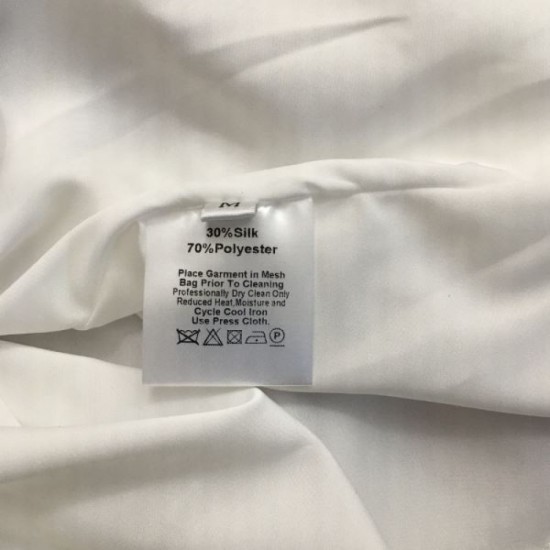 M
30%Silk
70%Polyester
Place Garment in Mesh
Bag Prior To Cleaning
Professionally Dry Clean Only
Reduced Heat,Moisture and
Cycle Cool Iron
Use Press Cloth.
P